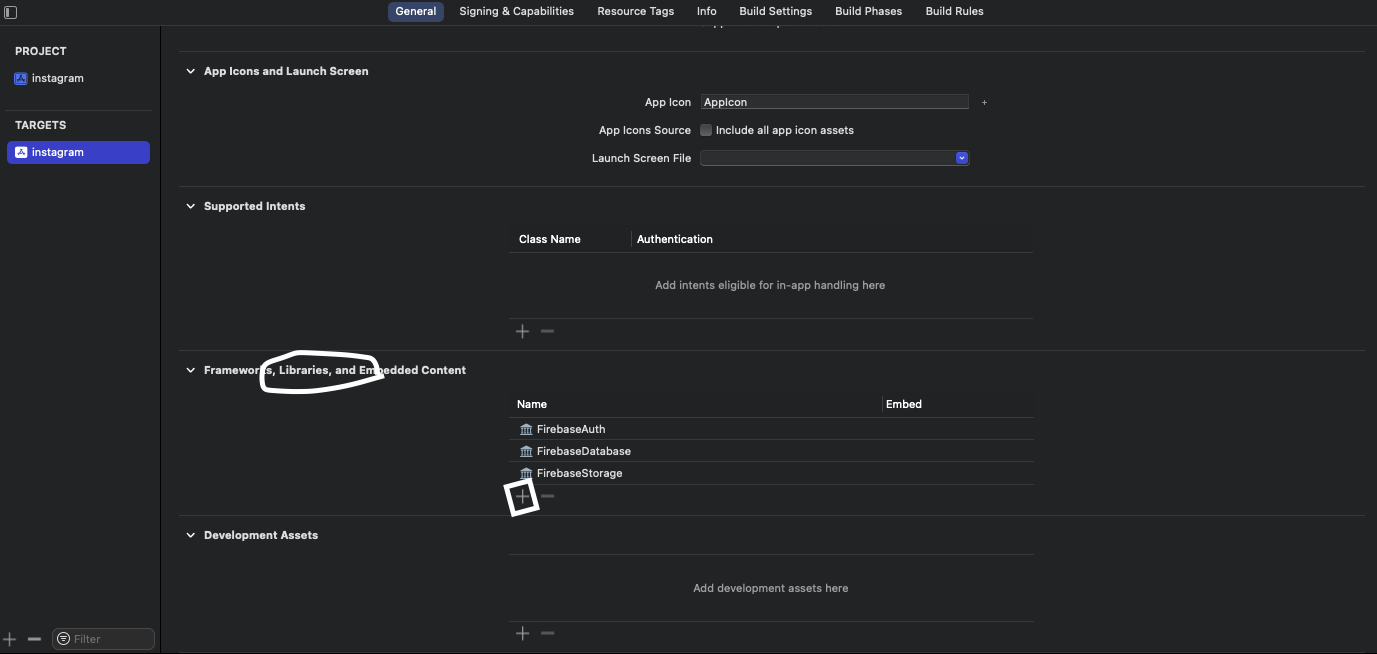 General Signing & Capabilities Resource Tags Info Build Settings Build Phases Build Rules
PROJECT
instagram
TARGETS
instagram
App Icons and Launch Screen
App Icon AppIcon +
App Icons Source Include all app icon assets
Launch Screen File
Supported Intents
Class Name Authentication
Add intents eligible for in-app handling here
Frameworks, Libraries, and Embedded Content
Name Embed
FirebaseAuth
FirebaseDatabase
FirebaseStorage
Development Assets
Add development assets here
Filter